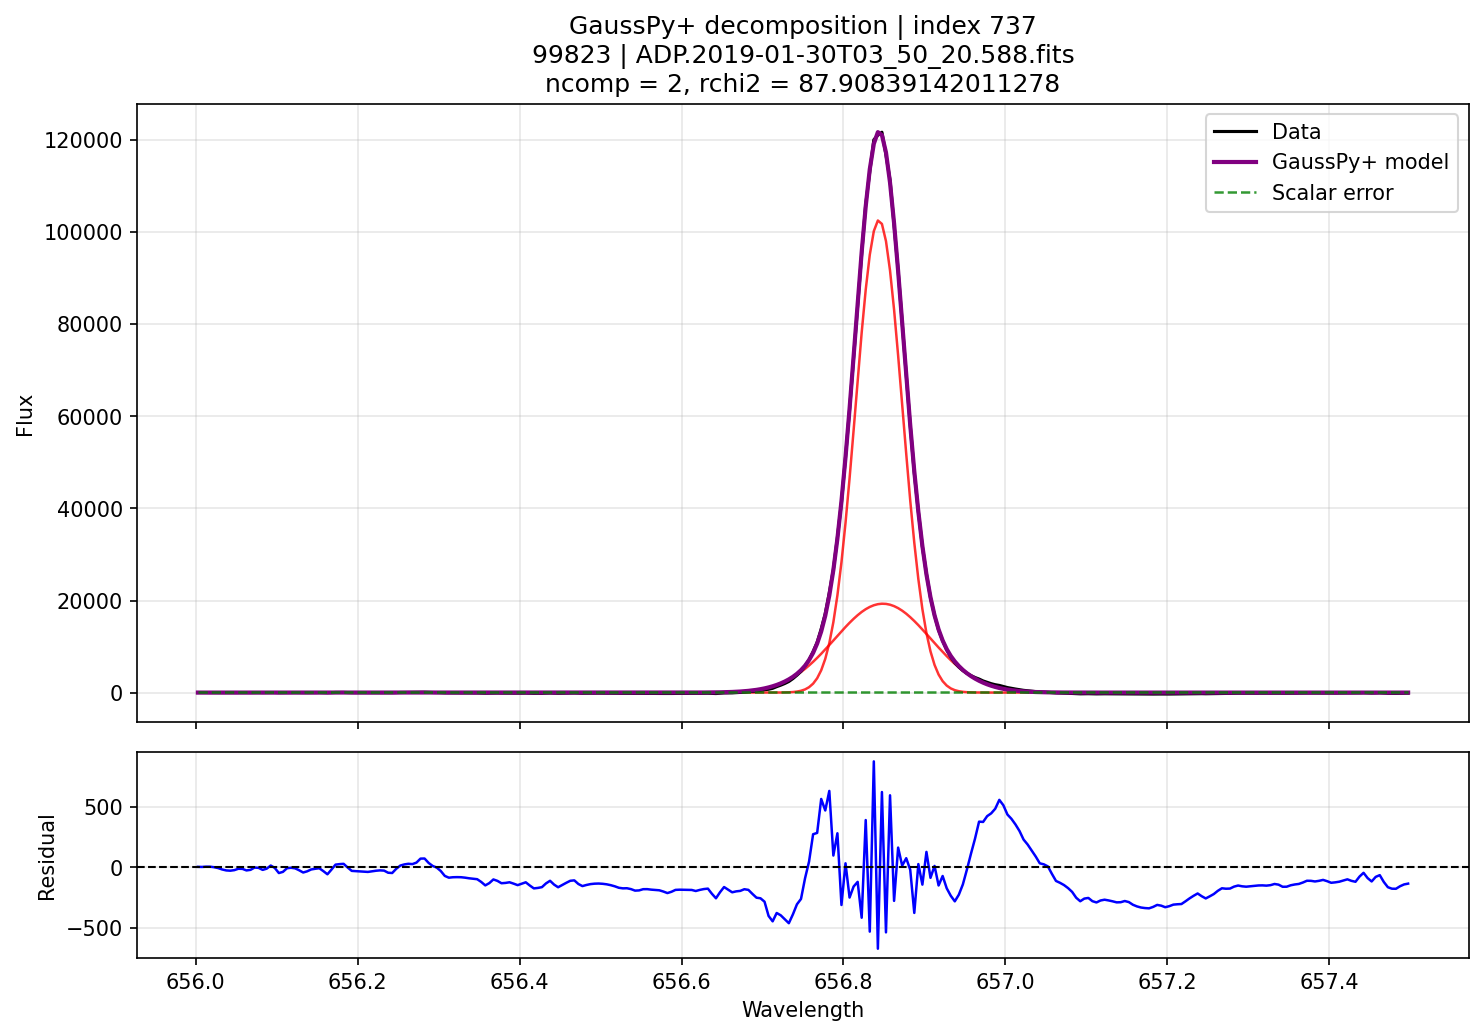 GaussPy+ decomposition | index 737
99823 | ADP.2019-01-30T03_50_20.588.fits
ncomp = 2, rchi2 = 87.90839142011278
Data
GaussPy+ model
Scalar error
Flux
120000
100000
80000
60000
40000
20000
0
Residual
500
0
−500
656.0
656.2
656.4
656.6
656.8
657.0
657.2
657.4
Wavelength